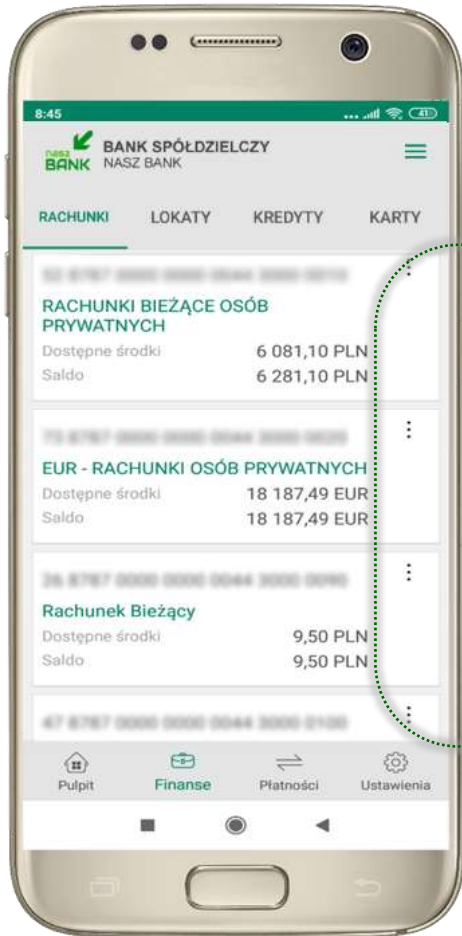 8:45
nasz
BANK
BANK SPÓŁDZIELCZY
NASZ BANK
RACHUNKI LOKATY KREDYTY KARTY
RACHUNKI BIEŻĄCE OSÓB
PRYWATNYCH
Dostępne środki 6 081,10 PLN
Saldo 6 281,10 PLN
EUR - RACHUNKI OSÓB PRYWATNYCH
Dostępne środki 18 187,49 EUR
Saldo 18 187,49 EUR
Rachunek Bieżący
Dostępne środki 9,50 PLN
Saldo 9,50 PLN
Pulpit Finanse Płatności Ustawienia